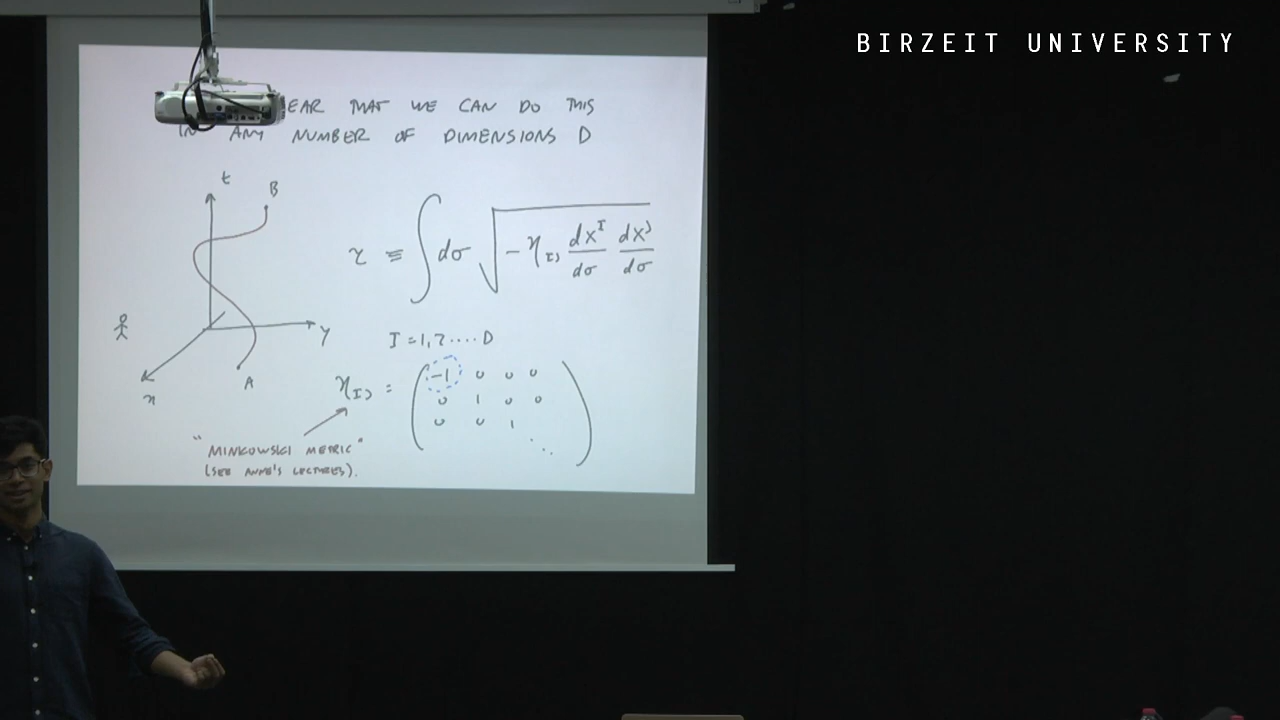 BIRZEIT UNIVERSITY
EAR THAT WE CAN DO THIS
IN ANY NUMBER OF DIMENSIONS D
t
B
τ ≡ ∫dσ √(-η_IJ dX^I/dσ dX^J/dσ)
y
I = 1,2....D
A
x
η_IJ = ( -1 0 0 0
0 1 0 0
0 0 1
⋱ )
"MINKOWSKI METRIC"
(SEE ANNE'S LECTURES).